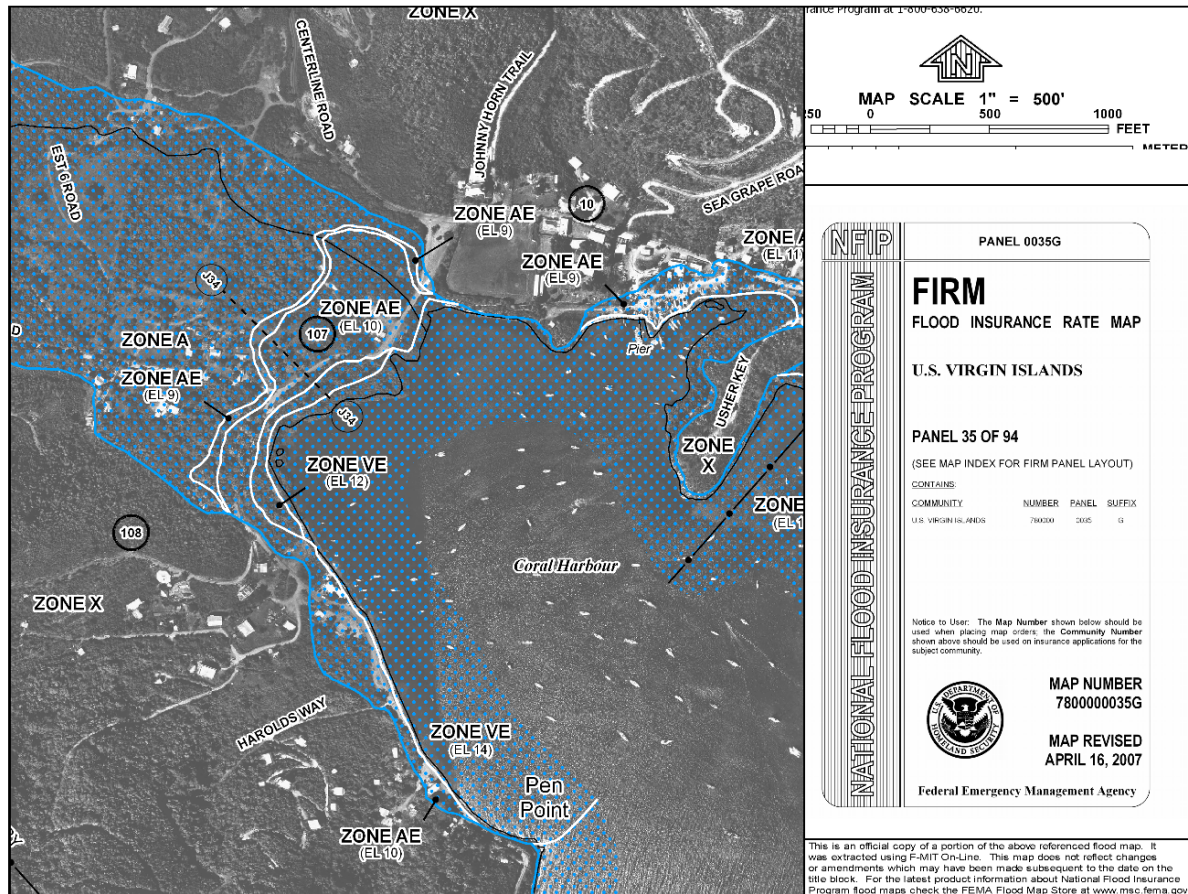 ZONE X
CENTERLINE ROAD
JOHNNY HORN TRAIL
EST 6 ROAD
10
SEA GRAPE ROA
ZONE AE
(EL 9)
ZONE A
(EL 11)
ZONE AE
(EL 9)
J34
ZONE AE
(EL 10)
107
D
ZONE A
Pier
ZONE AE
(EL 9)
USHER KEY
J34
ZONE
X
ZONE VE
(EL 12)
ZONE
(EL 1
108
Coral Harbour
ZONE X
HAROLDS WAY
ZONE VE
(EL 14)
Pen
Point
ZONE AE
(EL 10)
rance Program at 1-800-638-6620.
N
MAP SCALE 1" = 500'
250 0 500 1000
FEET
METER
NFIP
NATIONAL FLOOD INSURANCE PROGRAM
PANEL 0035G
FIRM
FLOOD INSURANCE RATE MAP
U.S. VIRGIN ISLANDS
PANEL 35 OF 94
(SEE MAP INDEX FOR FIRM PANEL LAYOUT)
CONTAINS:
COMMUNITY NUMBER PANEL SUFFIX
U.S. VIRGIN ISLANDS 780000 0035 G
Notice to User: The Map Number shown below should be
used when placing map orders; the Community Number
shown above should be used on insurance applications for the
subject community.
U.S. DEPARTMENT OF
HOMELAND SECURITY
MAP NUMBER
7800000035G
MAP REVISED
APRIL 16, 2007
Federal Emergency Management Agency
This is an official copy of a portion of the above referenced flood map. It
was extracted using F-MIT On-Line. This map does not reflect changes
or amendments which may have been made subsequent to the date on the
title block. For the latest product information about National Flood Insurance
Program flood maps check the FEMA Flood Map Store at www.msc.fema.gov